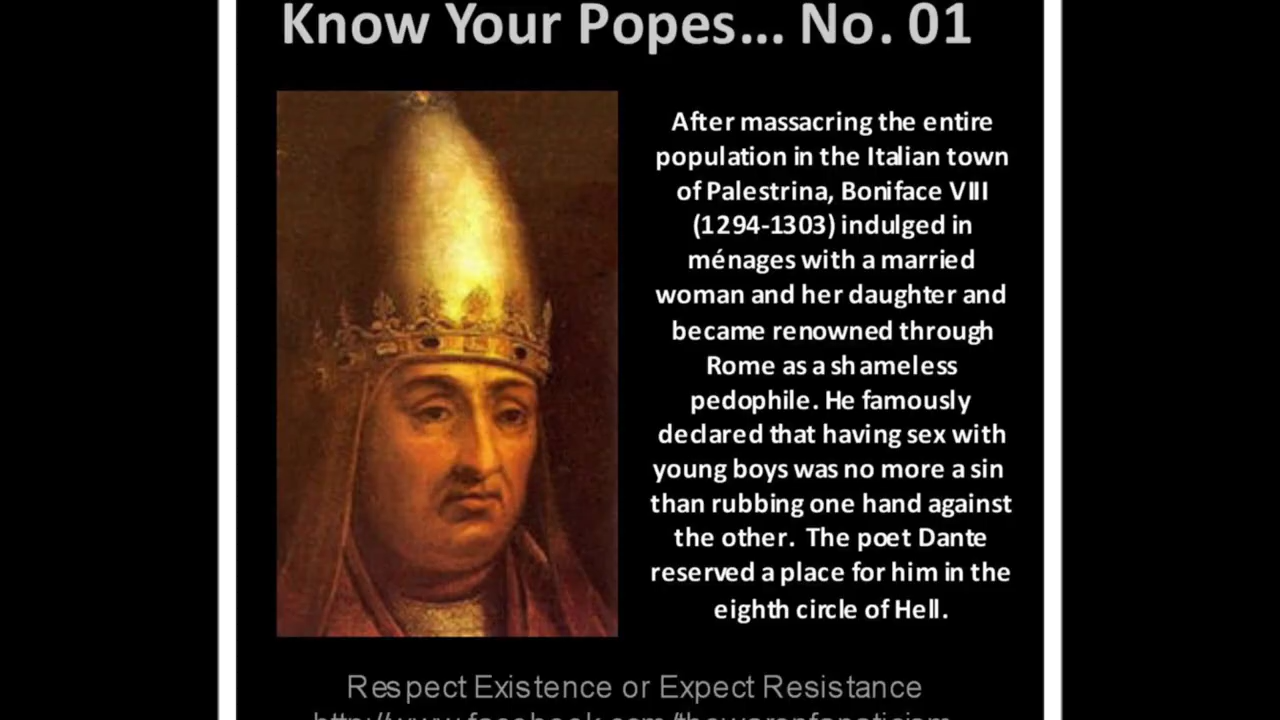 Know Your Popes... No. 01
After massacring the entire
population in the Italian town
of Palestrina, Boniface VIII
(1294-1303) indulged in
ménages with a married
woman and her daughter and
became renowned through
Rome as a shameless
pedophile. He famously
declared that having sex with
young boys was no more a sin
than rubbing one hand against
the other. The poet Dante
reserved a place for him in the
eighth circle of Hell.
Respect Existence or Expect Resistance